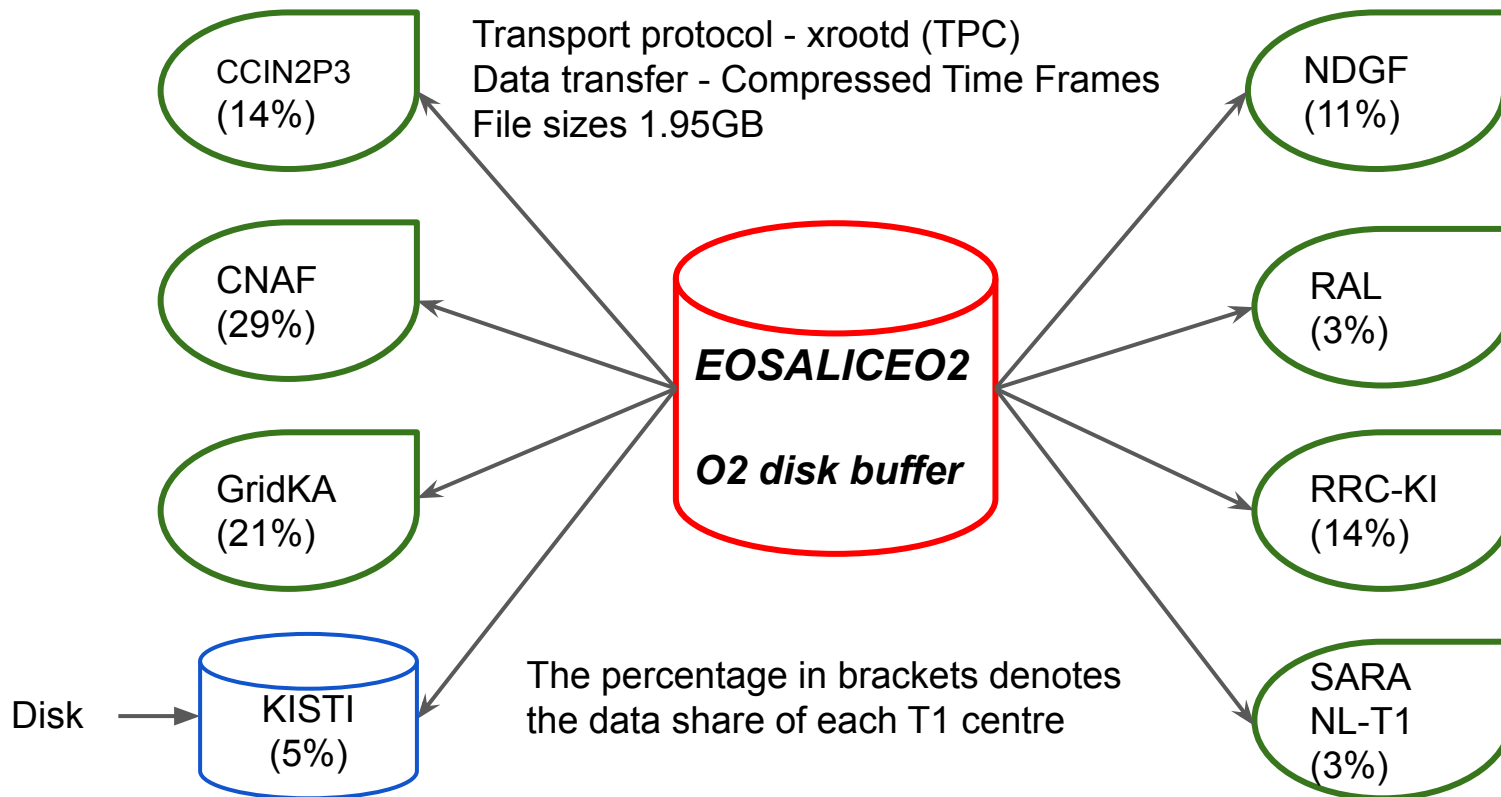 Transport protocol - xrootd (TPC)
Data transfer - Compressed Time Frames
File sizes 1.95GB
CCIN2P3
(14%)
CNAF
(29%)
GridKA
(21%)
Disk
KISTI
(5%)
EOSALICEO2
O2 disk buffer
The percentage in brackets denotes
the data share of each T1 centre
NDGF
(11%)
RAL
(3%)
RRC-KI
(14%)
SARA
NL-T1
(3%)